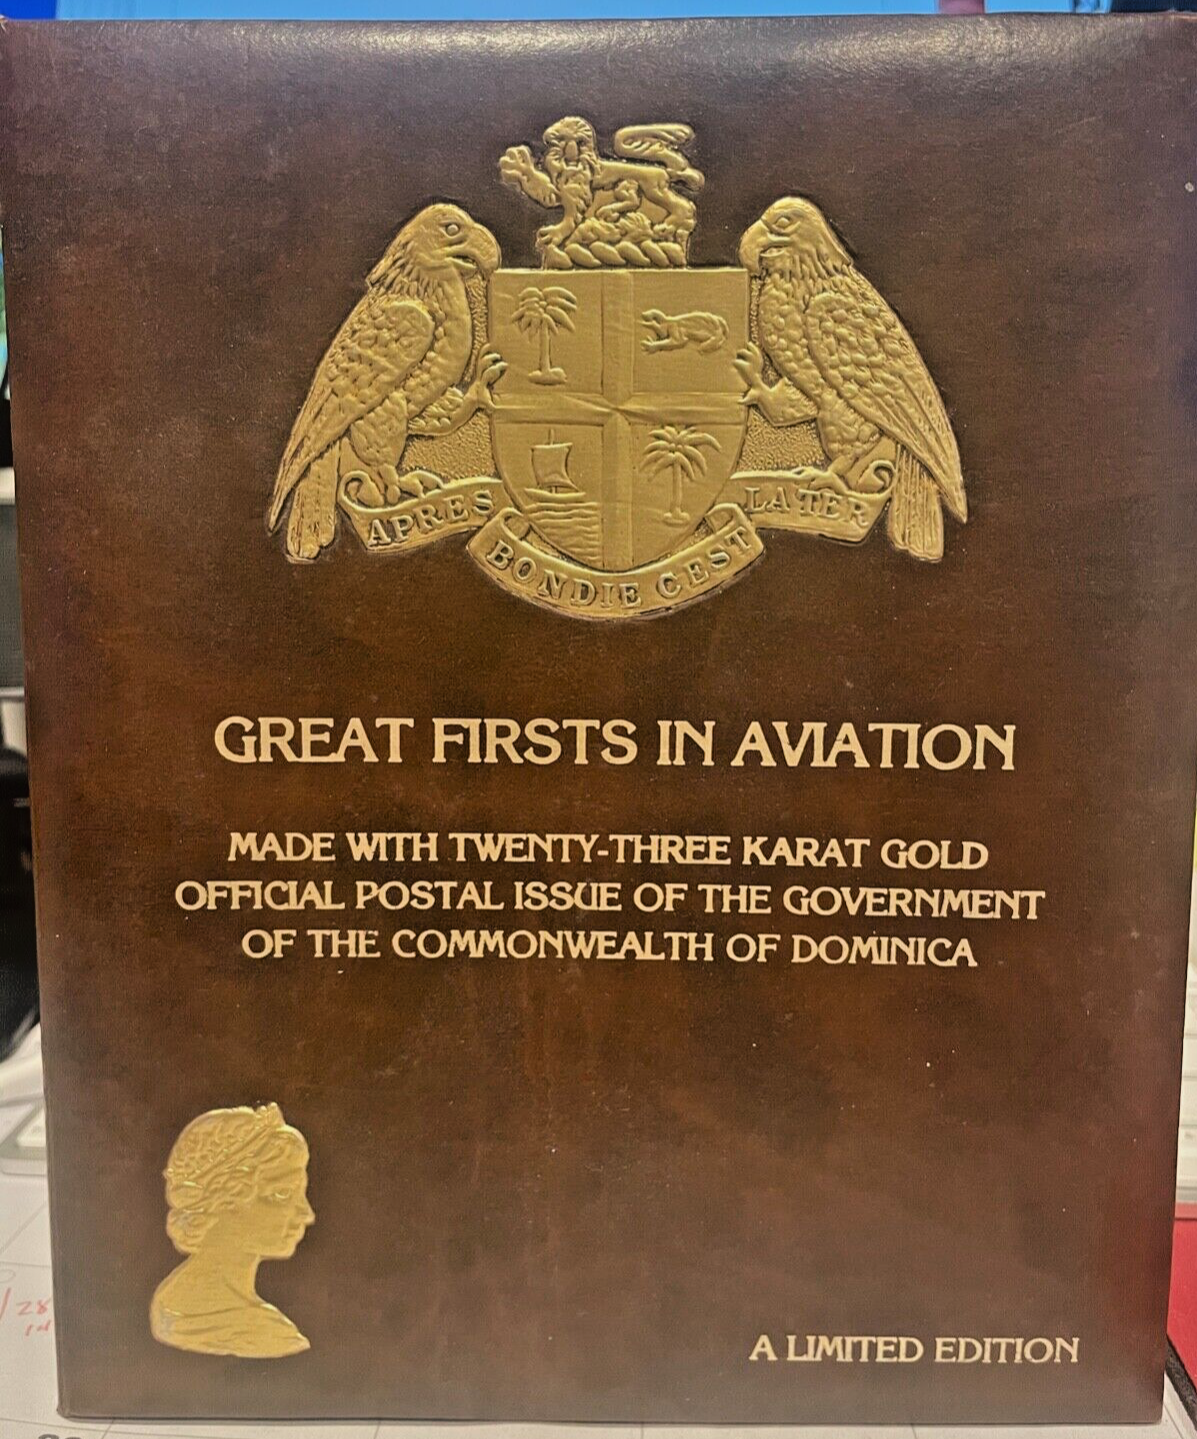 APRES BONDIE CEST LATER
GREAT FIRSTS IN AVIATION
MADE WITH TWENTY-THREE KARAT GOLD
OFFICIAL POSTAL ISSUE OF THE GOVERNMENT
OF THE COMMONWEALTH OF DOMINICA
A LIMITED EDITION